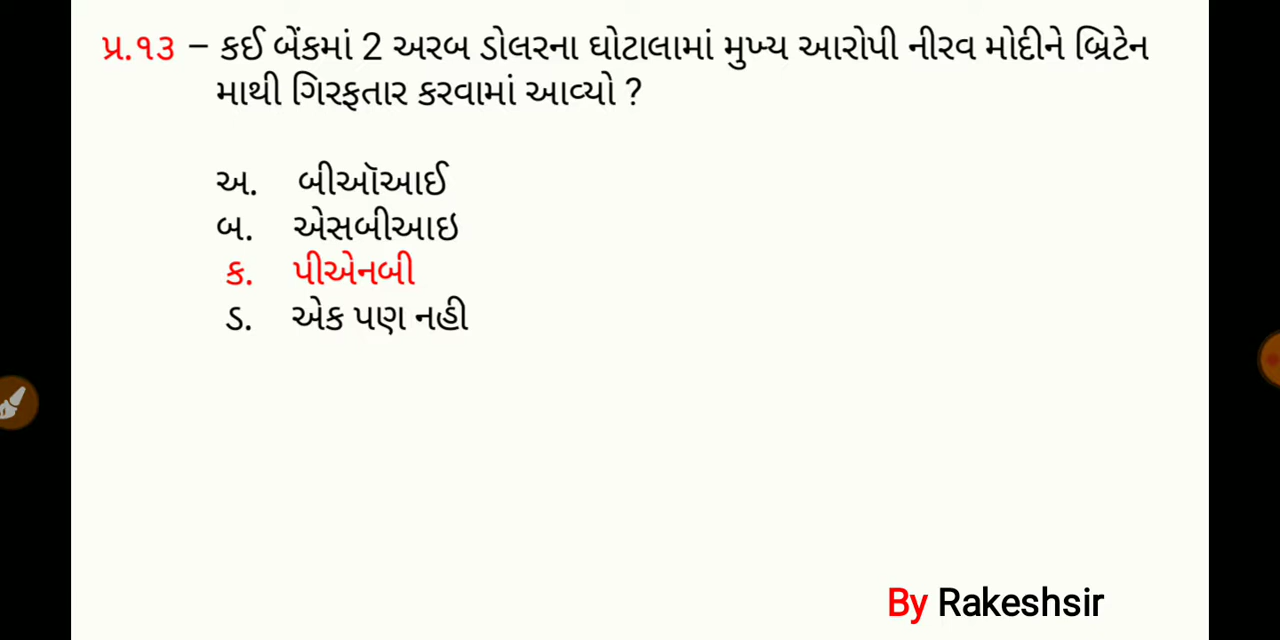 પ્ર.૧૩ – કઈ બેંકમાં 2 અરબ ડોલરના ઘોટાલામાં મુખ્ય આરોપી નીરવ મોદીને બ્રિટેન
માથી ગિરફતાર કરવામાં આવ્યો ?
અ. બીઑઆઈ
બ. એસબીઆઇ
ક. પીએનબી
ડ. એક પણ નહી
By Rakeshsir